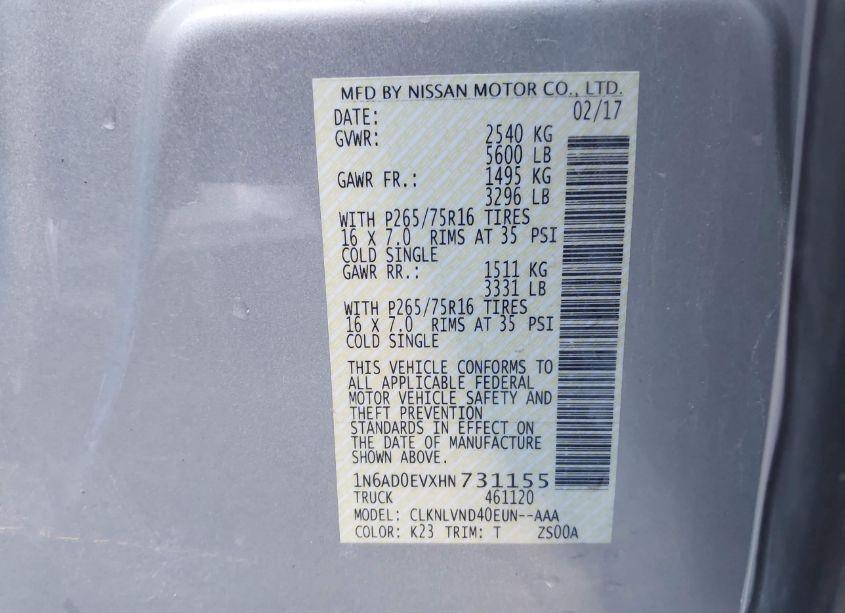 MFD BY NISSAN MOTOR CO., LTD.
DATE: 02/17
GVWR: 2540 KG
5600 LB
GAWR FR.: 1495 KG
3296 LB
WITH P265/75R16 TIRES
16 X 7.0 RIMS AT 35 PSI
COLD SINGLE
GAWR RR.: 1511 KG
3331 LB
WITH P265/75R16 TIRES
16 X 7.0 RIMS AT 35 PSI
COLD SINGLE
THIS VEHICLE CONFORMS TO
ALL APPLICABLE FEDERAL
MOTOR VEHICLE SAFETY AND
THEFT PREVENTION
STANDARDS IN EFFECT ON
THE DATE OF MANUFACTURE
SHOWN ABOVE.
1N6AD0EVXHN731155
TRUCK 461120
MODEL: CLKNLVND40EUN--AAA
COLOR: K23 TRIM: T ZS00A